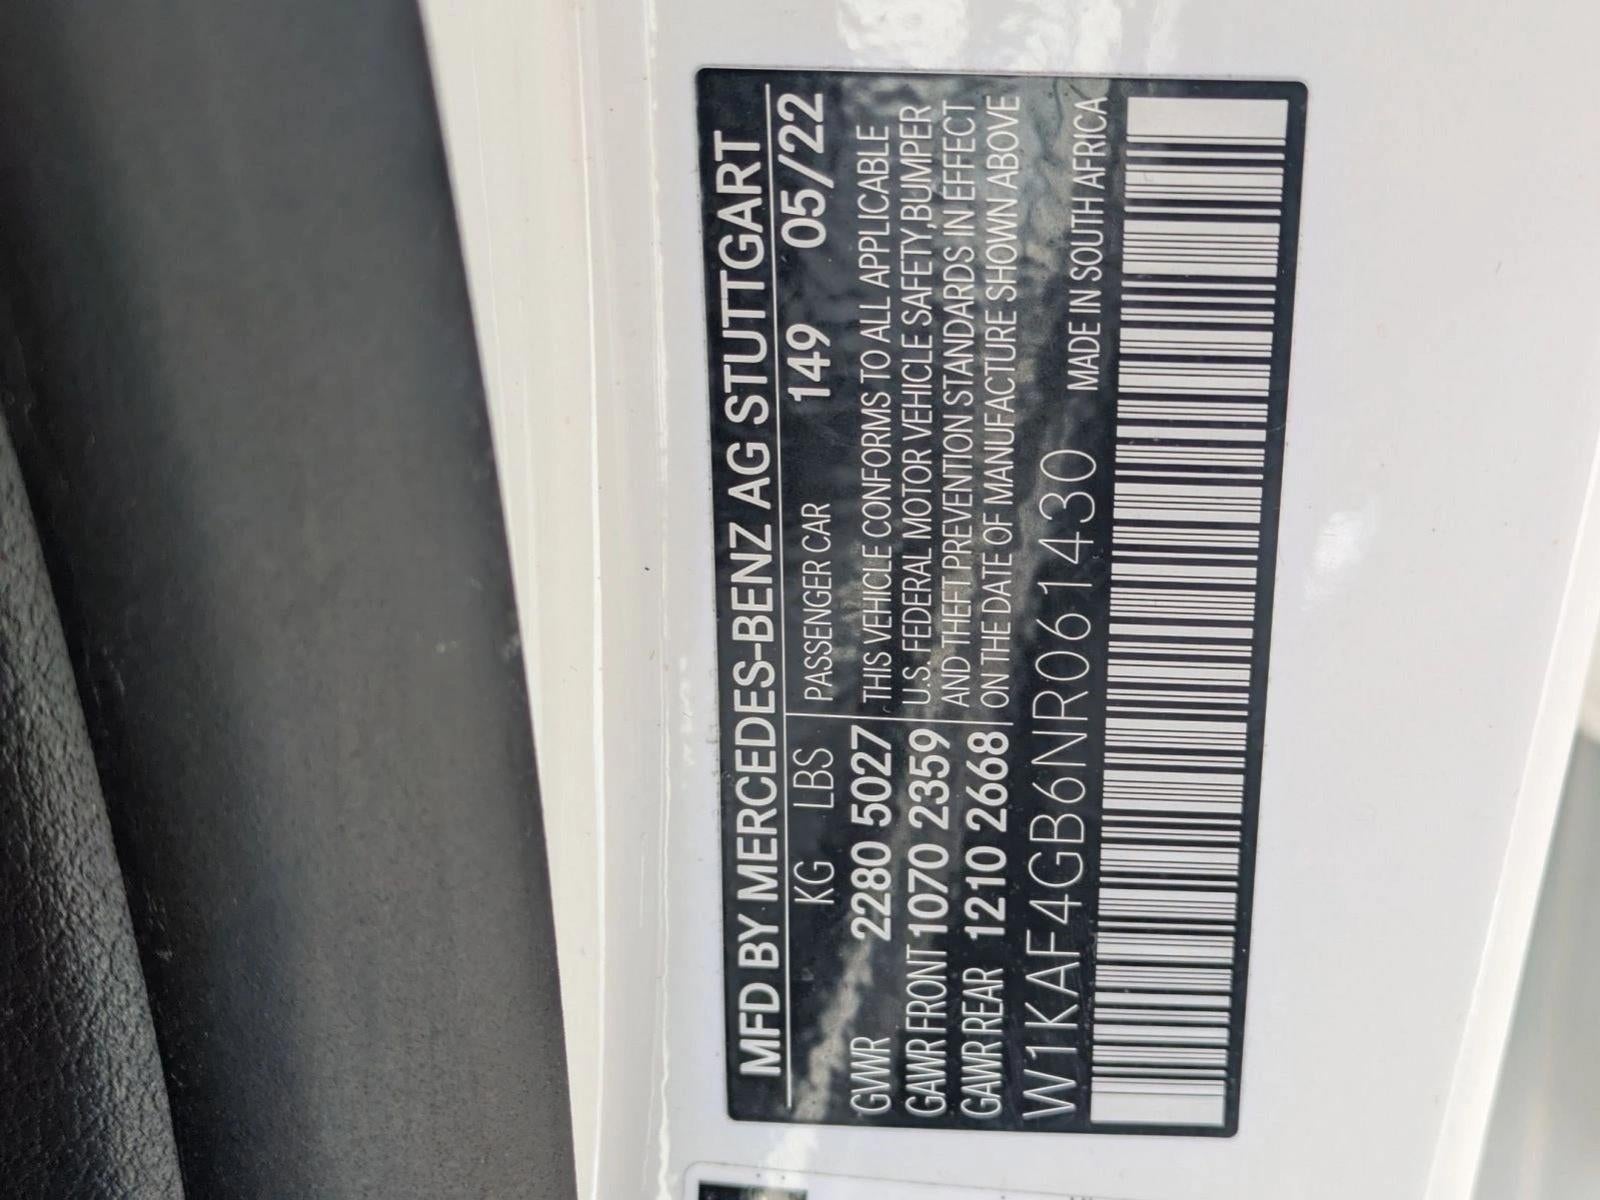 MFD BY MERCEDES-BENZ AG STUTTGART
KG LBS PASSENGER CAR 149 05/22
GVWR 2280 5027 THIS VEHICLE CONFORMS TO ALL APPLICABLE
GAWR FRONT 1070 2359 U.S. FEDERAL MOTOR VEHICLE SAFETY,BUMPER
GAWR REAR 1210 2668 AND THEFT PREVENTION STANDARDS IN EFFECT
ON THE DATE OF MANUFACTURE SHOWN ABOVE
W1KAF4GB6NR061430 MADE IN SOUTH AFRICA